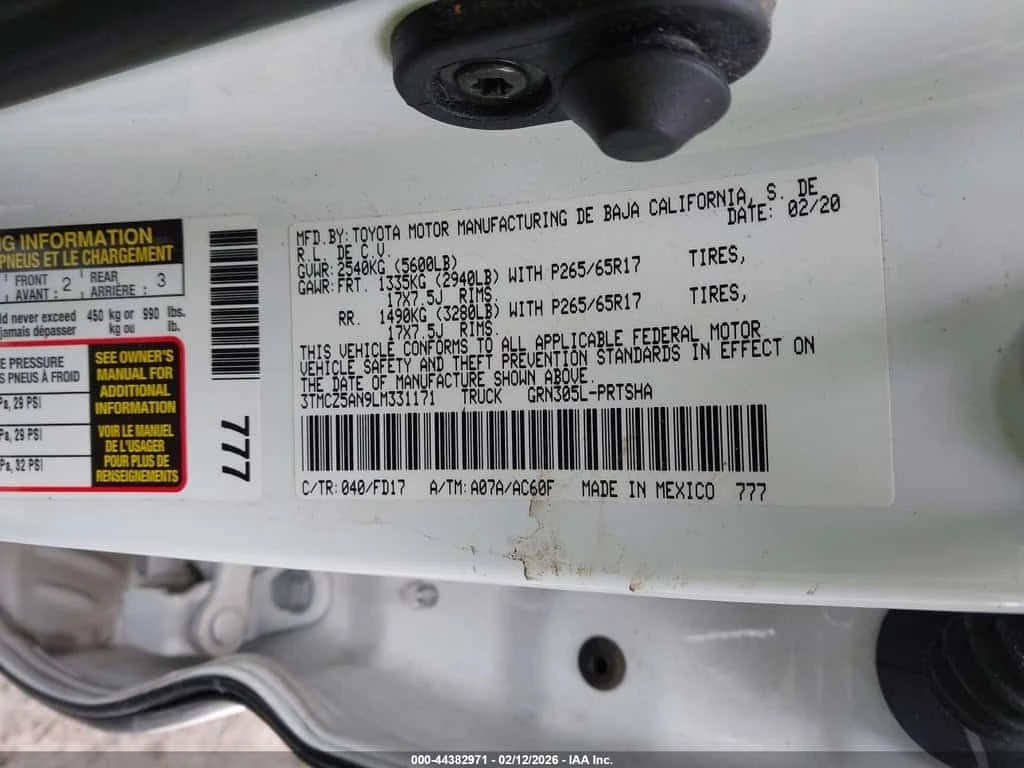 NG INFORMATION
PNEUS ET LE CHARGEMENT
FRONT AVANT : 2 REAR ARRIÈRE : 3
ld never exceed 450 kg or 990 lbs.
jamais dépasser kg ou lb.
E PRESSURE
S PNEUS À FROID
Pa, 29 PSI
Pa, 29 PSI
Pa, 32 PSI
SEE OWNER'S
MANUAL FOR
ADDITIONAL
INFORMATION
VOIR LE MANUEL
DE L'USAGER
POUR PLUS DE
RENSEIGNEMENTS
777
MFD. BY: TOYOTA MOTOR MANUFACTURING DE BAJA CALIFORNIA, S. DE
R.L. DE C.V. DATE: 02/20
GVWR: 2540KG (5600LB)
GAWR: FRT. 1335KG (2940LB) WITH P265/65R17 TIRES,
17X7.5J RIMS.
RR. 1490KG (3280LB) WITH P265/65R17 TIRES,
17X7.5J RIMS.
THIS VEHICLE CONFORMS TO ALL APPLICABLE FEDERAL MOTOR
VEHICLE SAFETY AND THEFT PREVENTION STANDARDS IN EFFECT ON
THE DATE OF MANUFACTURE SHOWN ABOVE.
3TMCZ5AN9LM331171 TRUCK GRN305L-PRTSHA
C/TR: 040/FD17 A/TM: A07A/AC60F MADE IN MEXICO 777
000-44382971 - 02/12/2026 - IAA Inc.